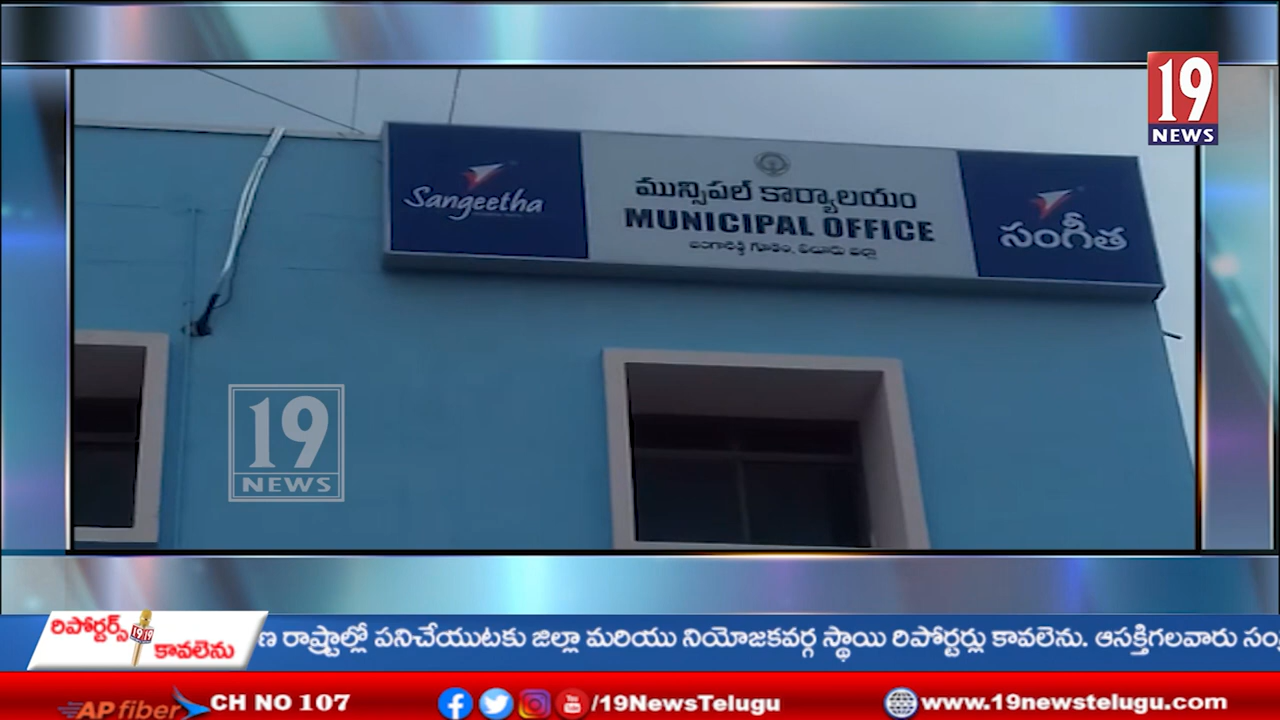 19
NEWS
Sangeetha
మున్సిపల్ కార్యాలయం
MUNICIPAL OFFICE
సంగీత
19
NEWS
రిపోర్టర్స్
కావలెను
ణ రాష్ట్రాల్లో పనిచేయుటకు జిల్లా మరియు నియోజకవర్గ స్థాయి రిపోర్టర్లు కావలెను. ఆసక్తిగలవారు
AP fiber CH NO 107 /19NewsTelugu www.19newstelugu.com